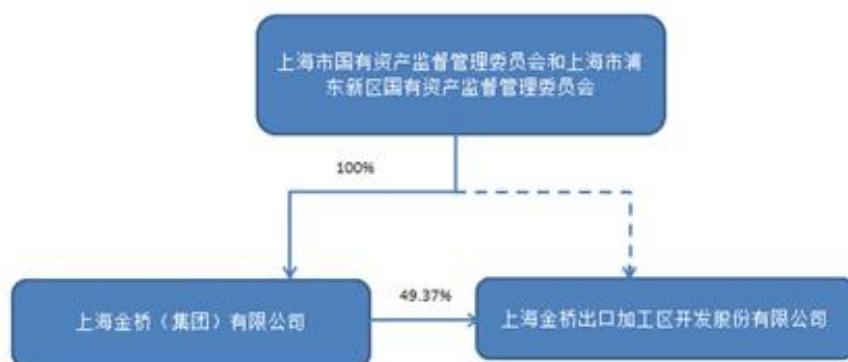 上海市国有资产监督管理委员会和上海市浦
东新区国有资产监督管理委员会
100%
49.37%
上海金桥（集团）有限公司
上海金桥出口加工区开发股份有限公司